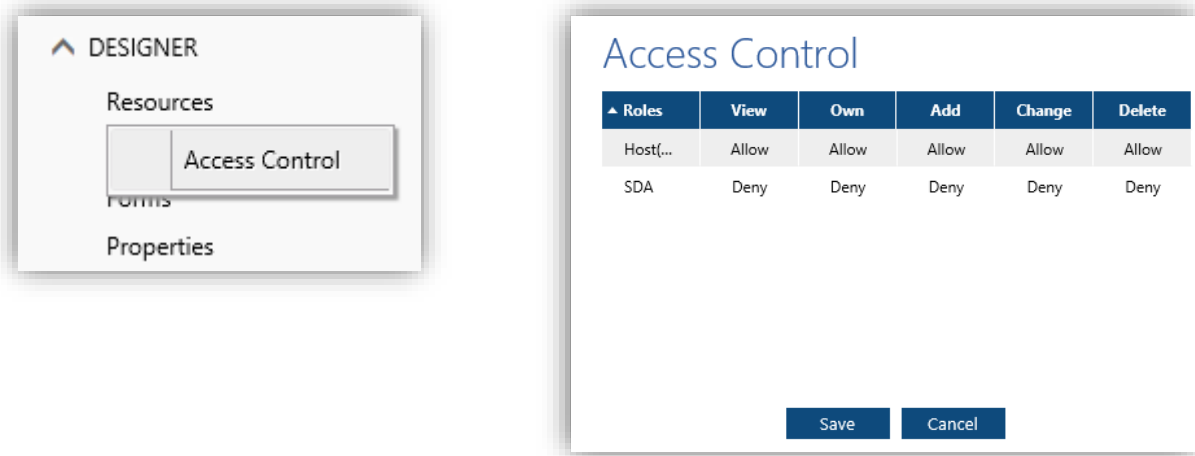 DESIGNER
Resources
Access Control
Forms
Properties
Access Control
Roles View Own Add Change Delete
Host(... Allow Allow Allow Allow Allow
SDA Deny Deny Deny Deny Deny
Save Cancel